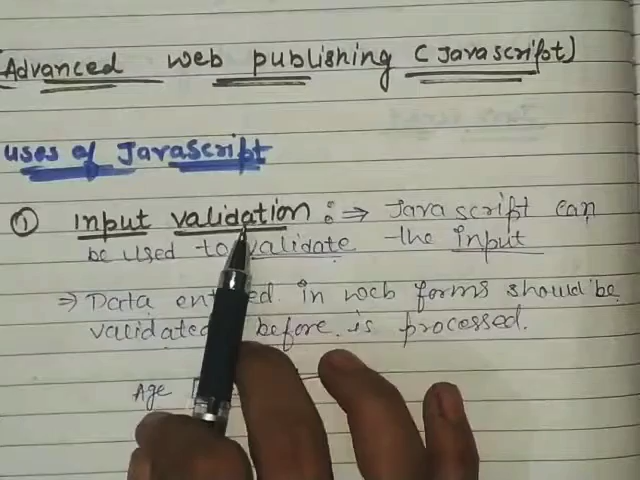 Advanced web publishing (Javascript)
uses of JavaScript
① Input validation :⇒ Javascript can
be used to validate the input
⇒ Data in web forms should be
validated before is processed.
Age